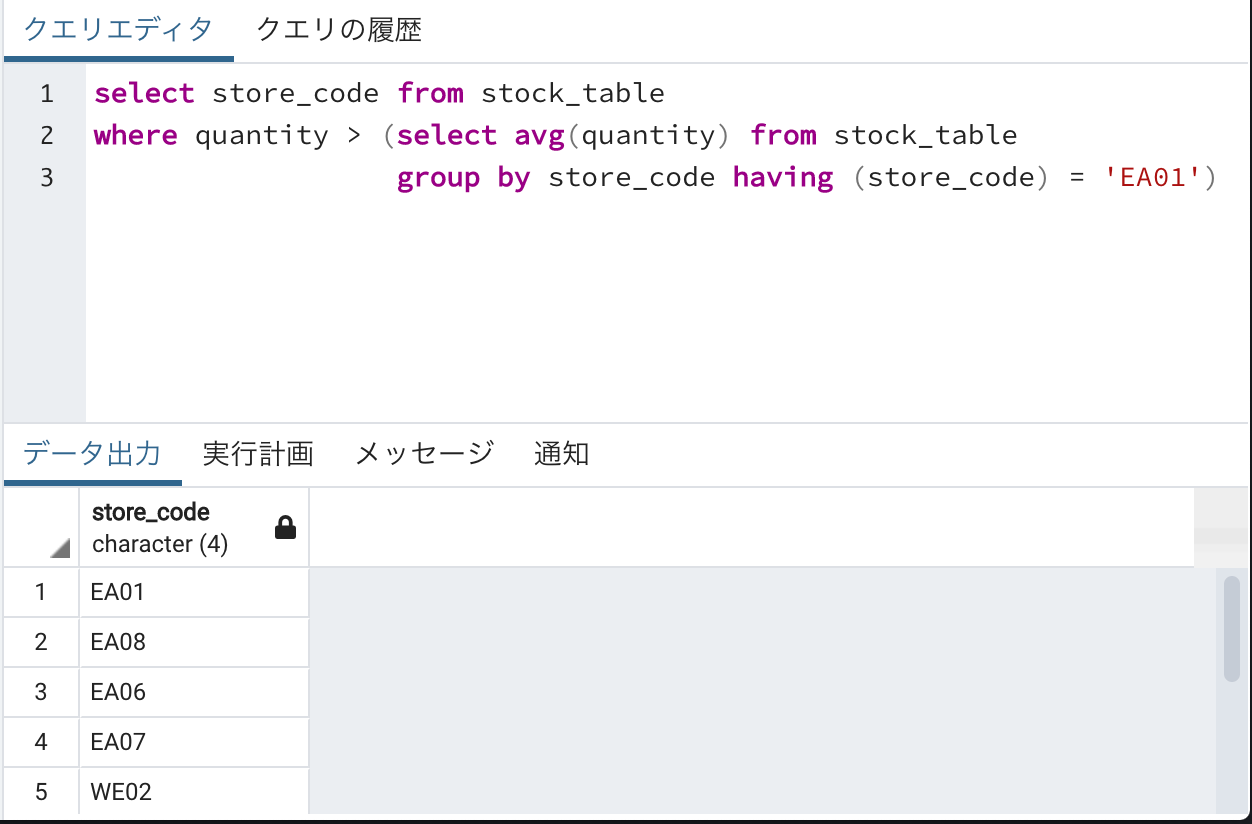 クエリエディタ クエリの履歴
1 select store_code from stock_table
2 where quantity > (select avg(quantity) from stock_table
3 group by store_code having (store_code) = 'EA01')
データ出力 実行計画 メッセージ 通知
store_code
character (4)
1 EA01
2 EA08
3 EA06
4 EA07
5 WE02